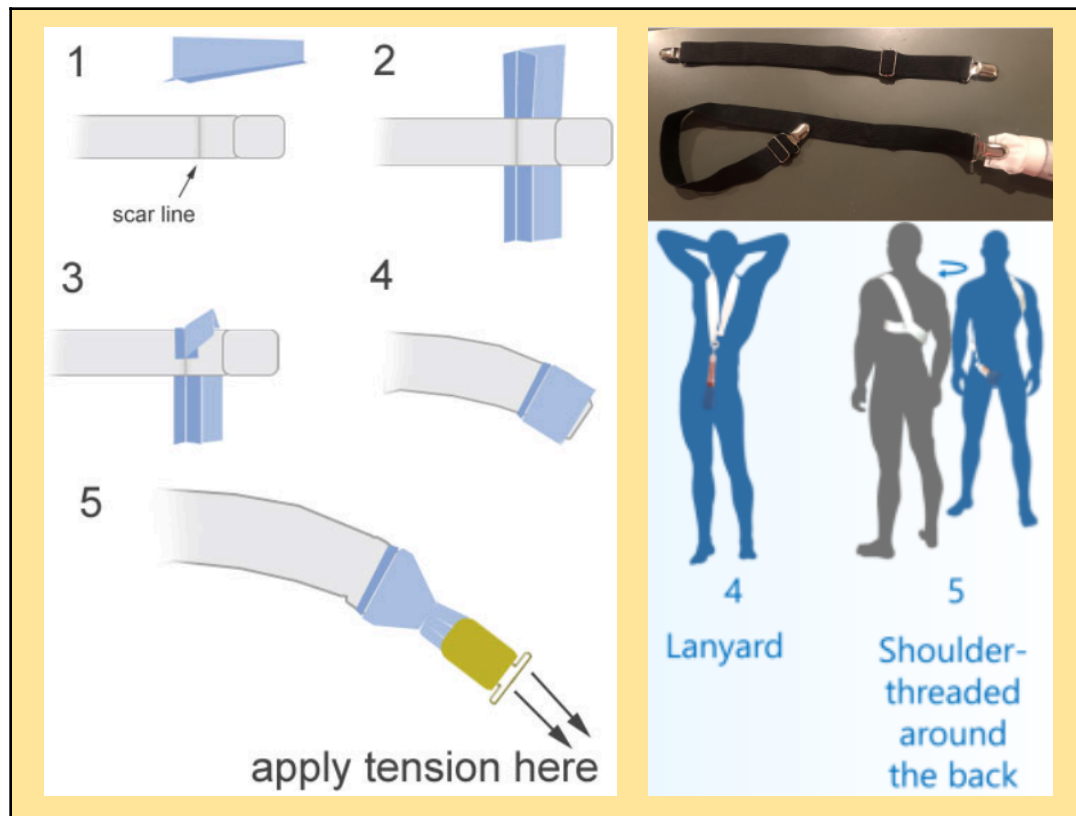 1
2
scar line
3
4
5
apply tension here
4
Lanyard
5
Shoulder-
threaded
around
the back